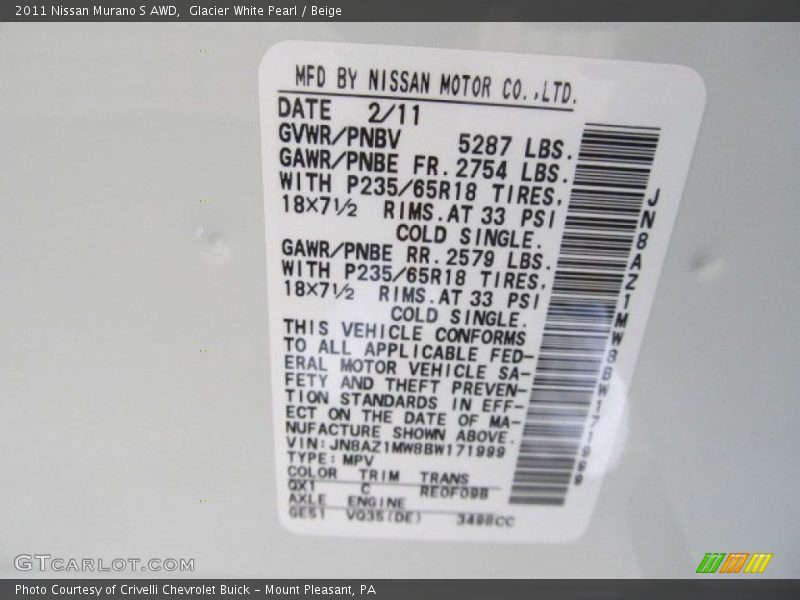 2011 Nissan Murano S AWD,  Glacier White Pearl / Beige
MFD BY NISSAN MOTOR CO.,LTD.
DATE 2/11
GVWR/PNBV 5287 LBS.
GAWR/PNBE FR. 2754 LBS.
WITH P235/65R18 TIRES,
18×7½ RIMS. AT 33 PSI
COLD SINGLE.
GAWR/PNBE RR. 2579 LBS.
WITH P235/65R18 TIRES,
18×7½ RIMS. AT 33 PSI
COLD SINGLE.
THIS VEHICLE CONFORMS
TO ALL APPLICABLE FED-
ERAL MOTOR VEHICLE SA-
FETY AND THEFT PREVEN-
TION STANDARDS IN EFF-
ECT ON THE DATE OF MA-
NUFACTURE SHOWN ABOVE.
VIN: JN8AZ1MW8BW171999
TYPE: MPV
COLOR TRIM TRANS
QX1 C RE0F09B
AXLE ENGINE
GE51 VQ35(DE) 3498CC
JN8AZ1MW8BW171999
GTCARLOT.COM
Photo Courtesy of Crivelli Chevrolet Buick – Mount Pleasant, PA